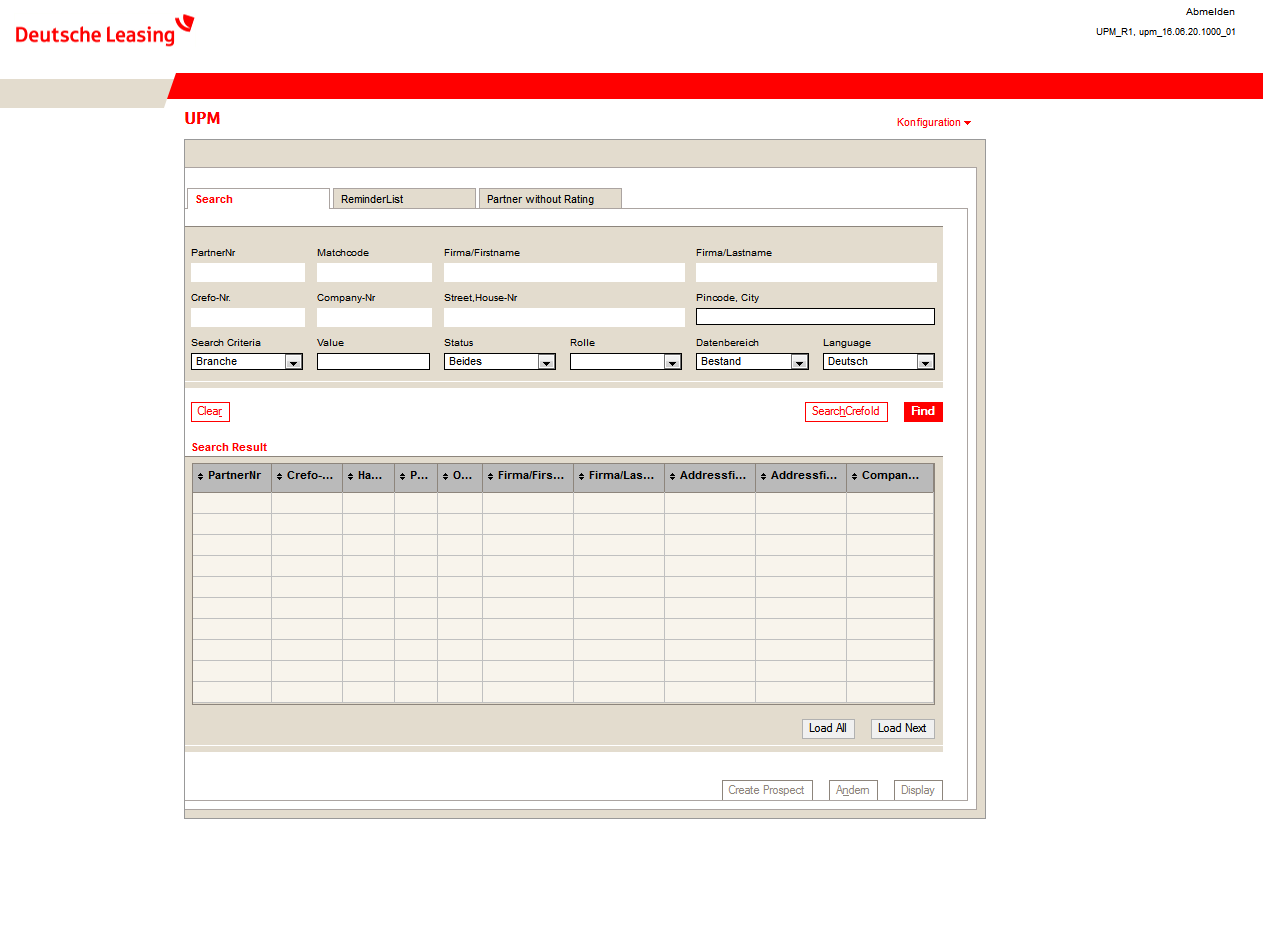 Abmelden
Deutsche Leasing
UPM_R1, upm_16.06.20.1000_01
UPM
Konfiguration
Search ReminderList Partner without Rating
PartnerNr Matchcode Firma/Firstname Firma/Lastname
Crefo-Nr. Company-Nr Street,House-Nr Pincode, City
Search Criteria Value Status Rolle Datenbereich Language
Branche Beides Bestand Deutsch
Clear SearchCrefoId Find
Search Result
PartnerNr Crefo-... Ha... P... O... Firma/Firs... Firma/Las... Addressfi... Addressfi... Compan...
Load All Load Next
Create Prospect Ändern Display